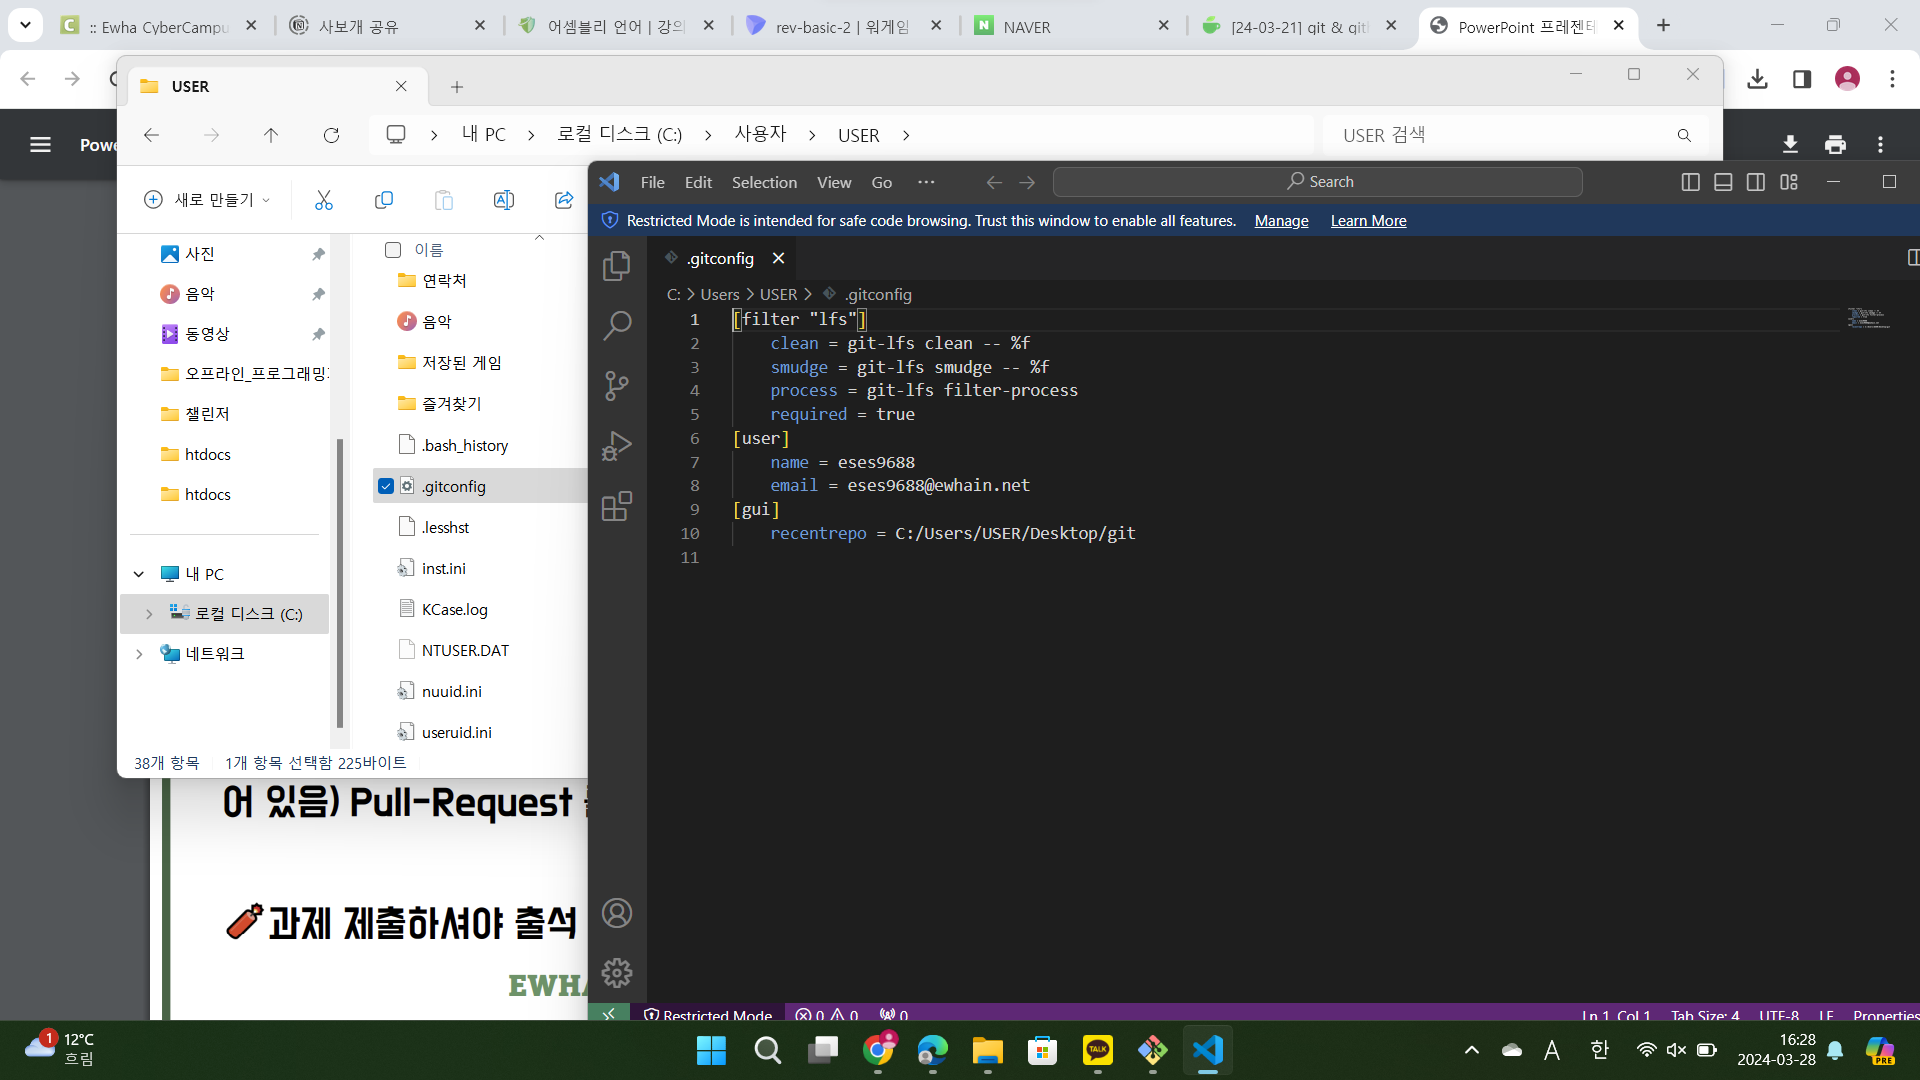 :: Ewha CyberCampu
사보개 공유
어셈블리 언어 | 강의
rev-basic-2 | 워게임
NAVER
[24-03-21] git & gitl
PowerPoint 프레젠테
USER
내 PC
로컬 디스크 (C:)
사용자
USER
USER 검색
Powe
새로 만들기
File Edit Selection View Go ···
Search
Restricted Mode is intended for safe code browsing. Trust this window to enable all features. Manage Learn More
사진
음악
동영상
오프라인_프로그래밍
챌린저
htdocs
htdocs
내 PC
로컬 디스크 (C:)
네트워크
이름
연락처
음악
저장된 게임
즐겨찾기
.bash_history
.gitconfig
.lesshst
inst.ini
KCase.log
NTUSER.DAT
nuuid.ini
useruid.ini
38개 항목
1개 항목 선택함 225바이트
.gitconfig
C: > Users > USER > .gitconfig
1 [filter "lfs"]
2 clean = git-lfs clean -- %f
3 smudge = git-lfs smudge -- %f
4 process = git-lfs filter-process
5 required = true
6 [user]
7 name = eses9688
8 email = eses9688@ewhain.net
9 [gui]
10 recentrepo = C:/Users/USER/Desktop/git
11
어 있음) Pull-Request
과제 제출하셔야 출석
EWHA
Restricted Mode
0 0
0
Ln 1, Col 1
Tab Size: 4
UTF-8
LF
Properties
1
12°C
흐림
TALK
A
한
16:28
2024-03-28
PRE